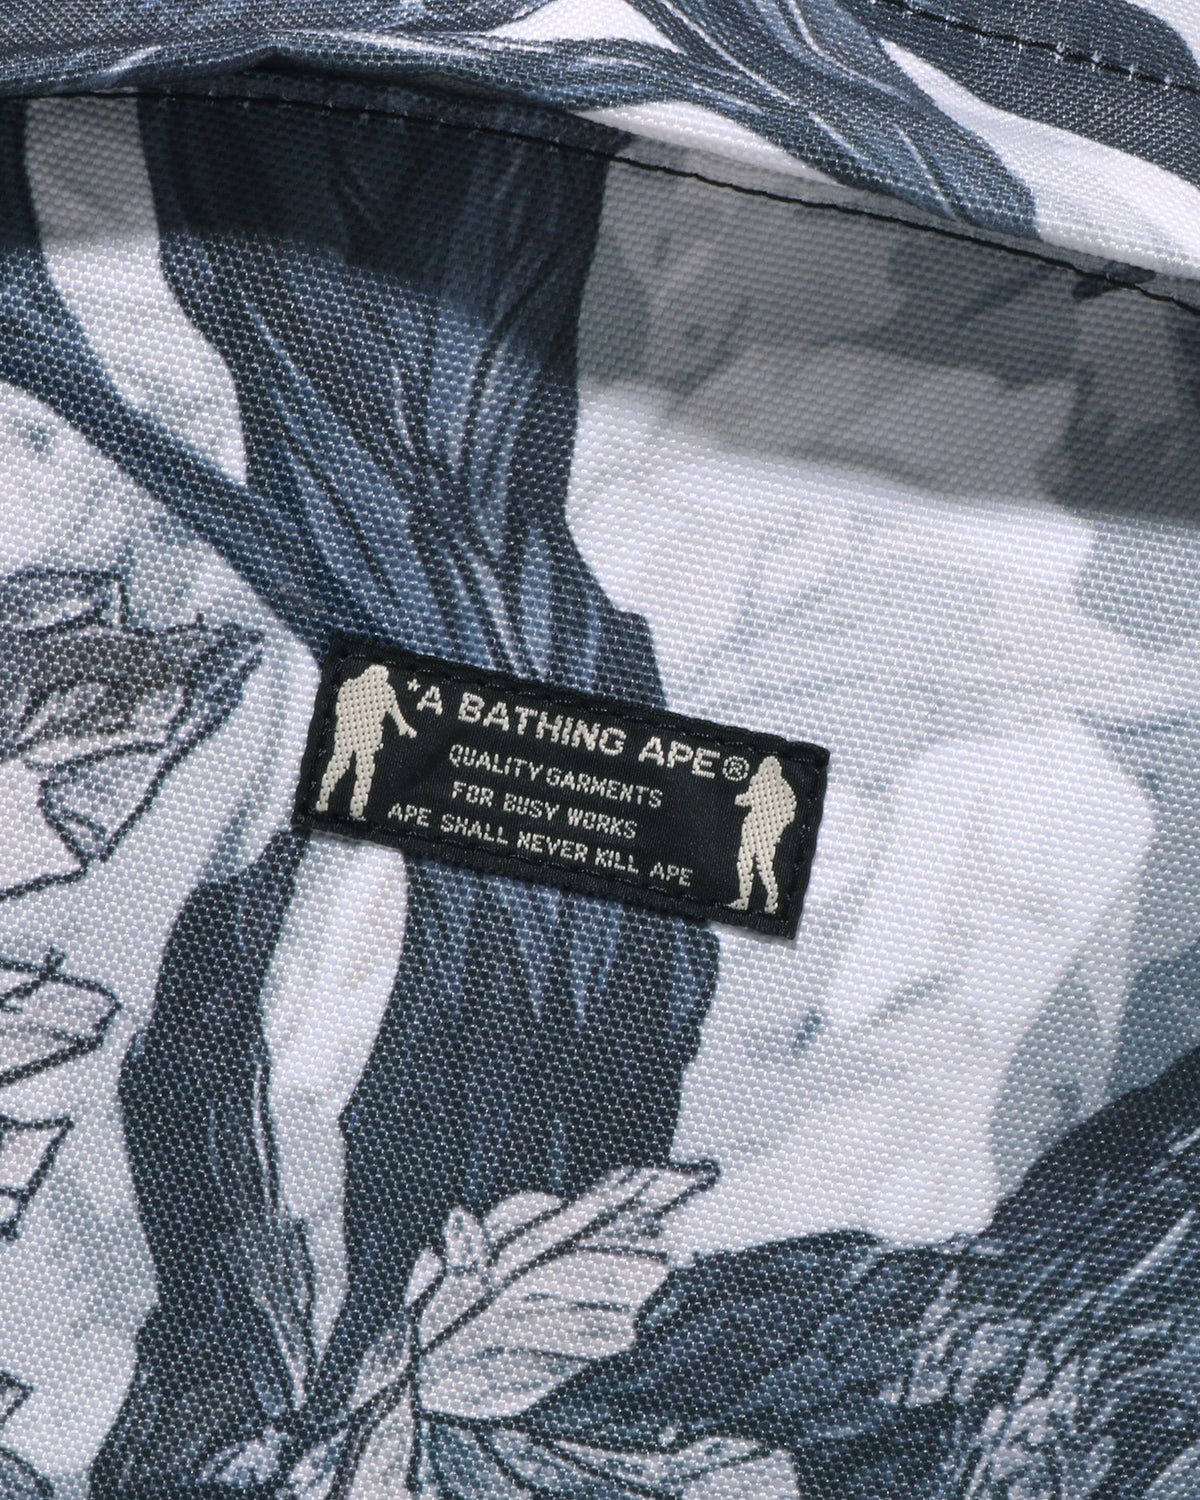 *A BATHING APE®
QUALITY GARMENTS
FOR BUSY WORKS
APE SHALL NEVER KILL APE